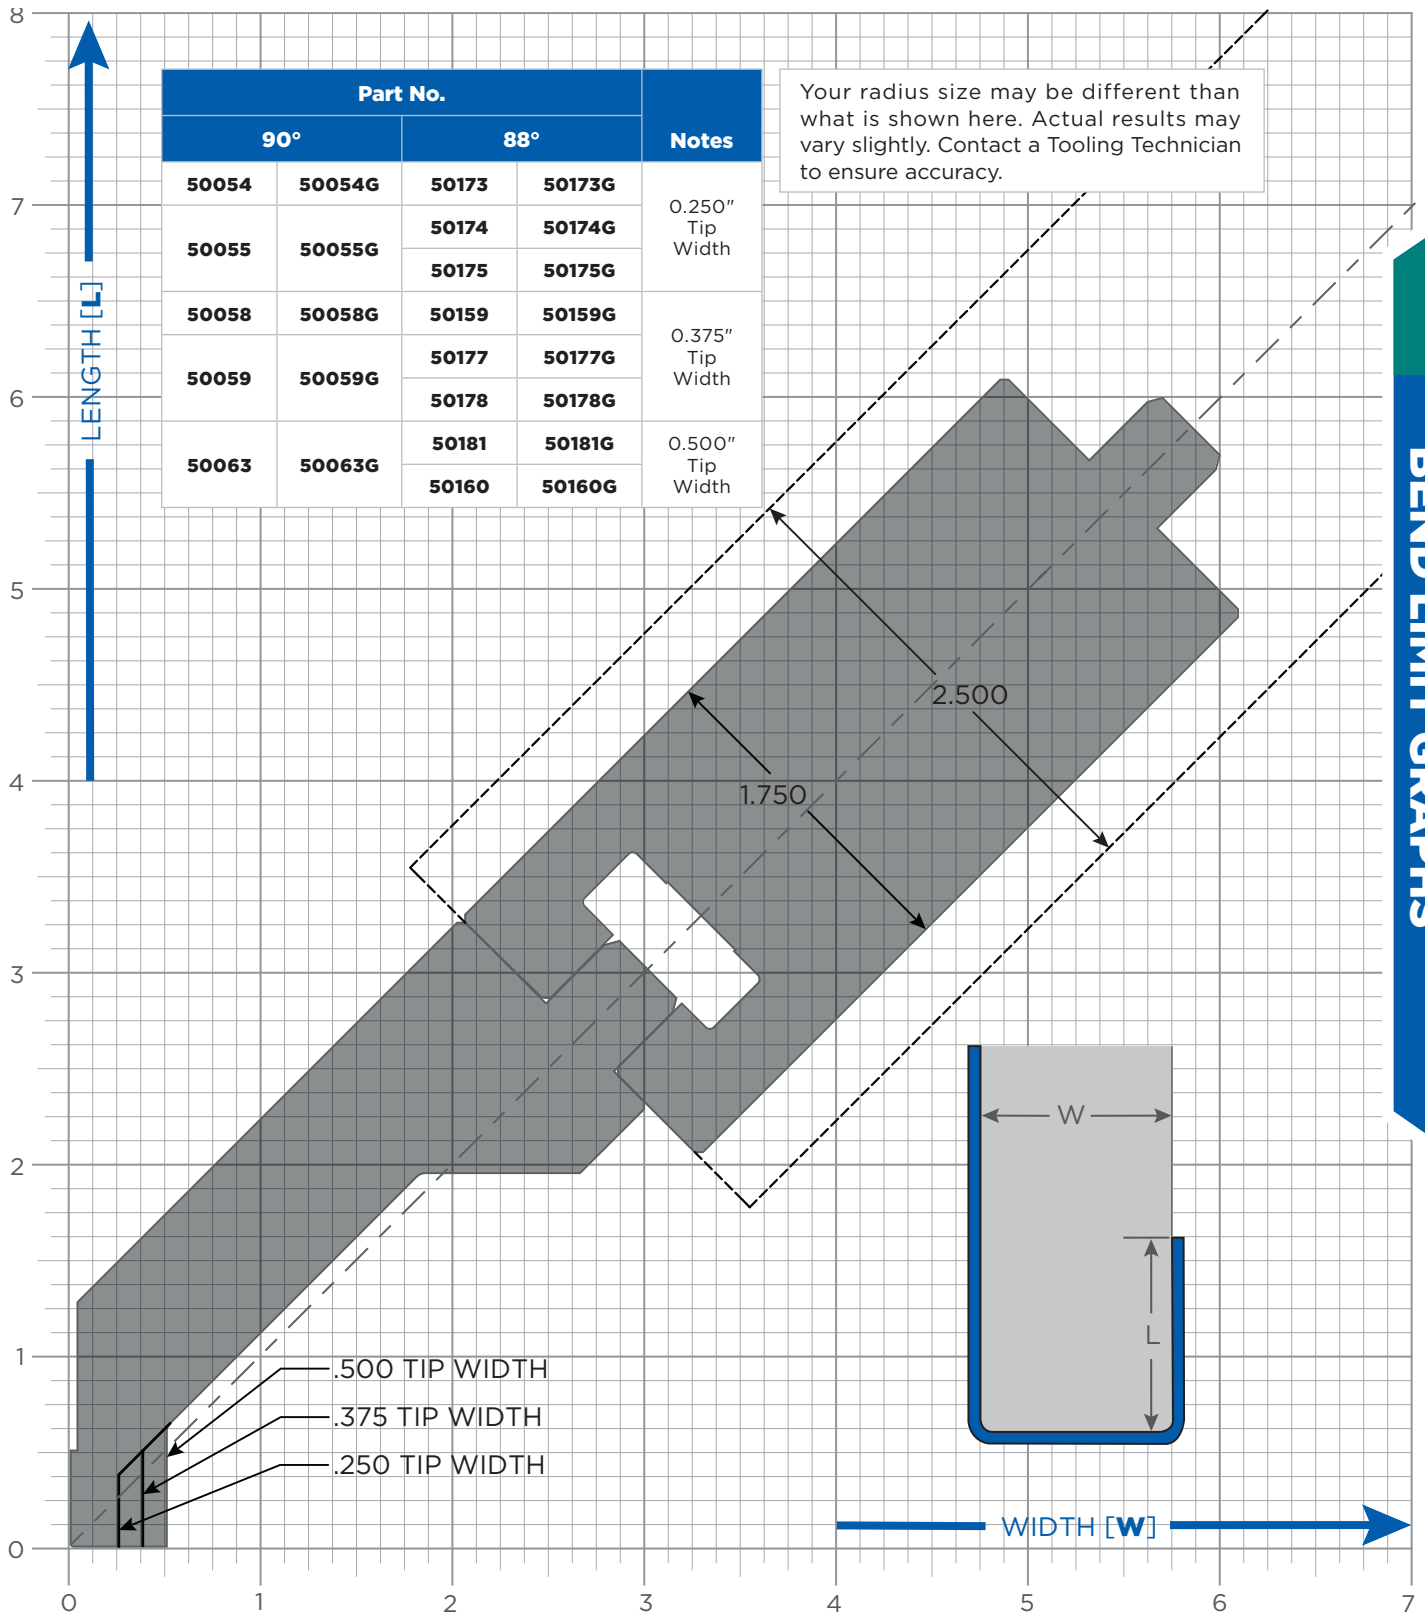 8
7
6
5
4
3
2
1
0
LENGTH [L]
Part No.
90° 88° Notes
50054 50054G 50173 50173G
50055 50055G 50174 50174G
50175 50175G
0.250"
Tip
Width
50058 50058G 50159 50159G
50059 50059G 50177 50177G
50178 50178G
0.375"
Tip
Width
50063 50063G 50181 50181G
50160 50160G
0.500"
Tip
Width
Your radius size may be different than
what is shown here. Actual results may
vary slightly. Contact a Tooling Technician
to ensure accuracy.
2.500
1.750
W
L
.500 TIP WIDTH
.375 TIP WIDTH
.250 TIP WIDTH
WIDTH [W]
0 1 2 3 4 5 6 7
BEND LIMIT GRAPHS